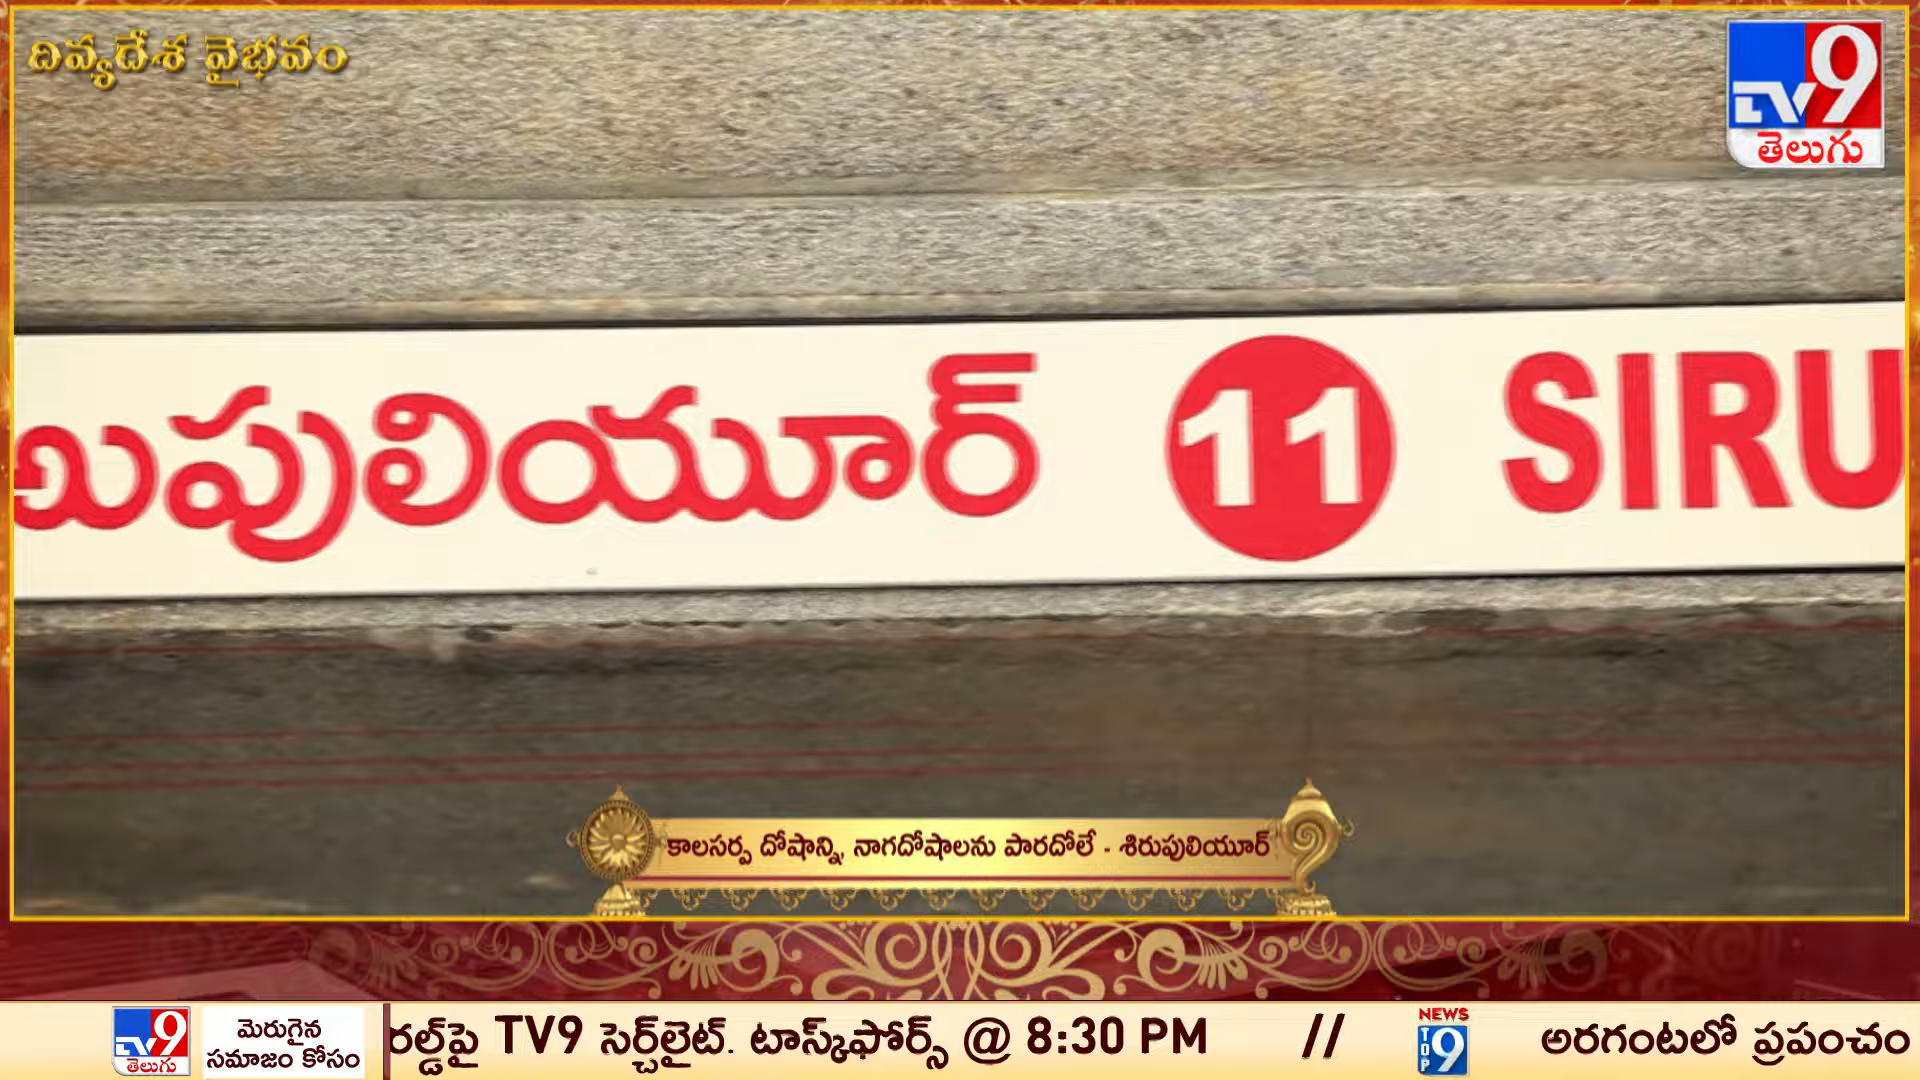 దివ్యదేశ వైభవం
TV9
తెలుగు
పులియూర్ 11 SIRU
కాలసర్ప దోషాన్ని, నాగదోషాలను పారదోలే - శిరుపులియూర్
TV9 తెలుగు
మెరుగైన
సమాజం కోసం
రల్డ్‌పై TV9 సెర్చ్‌లైట్. టాస్క్‌ఫోర్స్ @ 8:30 PM //
NEWS
TOP 9
అరగంటలో ప్రపంచం